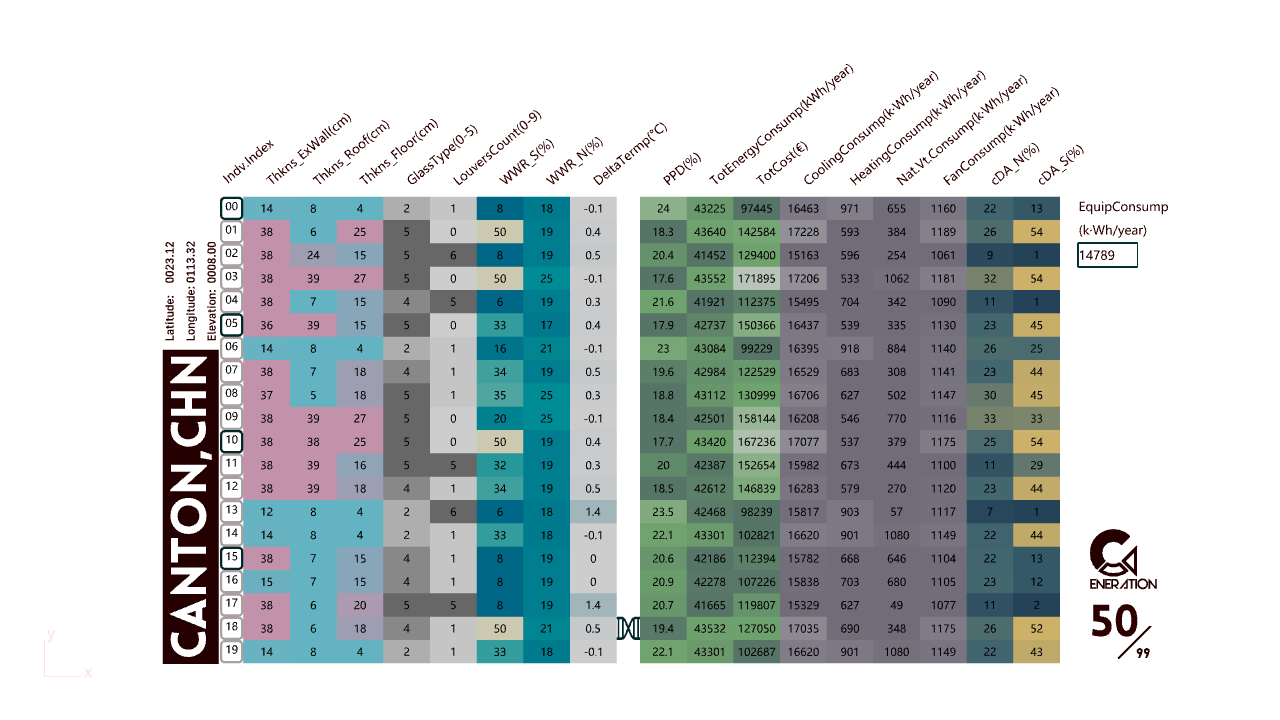 Indv.Index Thkns_ExWall(cm) Thkns_Roof(cm) Thkns_Floor(cm) GlassType(0-5) LouversCount(0-9) WWR_S(%) WWR_N(%) DeltaTermp(°C) PPD(%) TotEnergyConsump(kWh/year) TotCost(€) CoolingConsump(k·Wh/year) HeatingConsump(k·Wh/year) Nat.Vt.Consump(k·Wh/year) FanConsump(k·Wh/year) cDA_N(%) cDA_S(%)
00 14 8 4 2 1 8 18 -0.1 24 43225 97445 16463 971 655 1160 22 13
01 38 6 25 5 0 50 19 0.4 18.3 43640 142584 17228 593 384 1189 26 54
02 38 24 15 5 6 8 19 0.5 20.4 41452 129400 15163 596 254 1061 9 1
03 38 39 27 5 0 50 25 -0.1 17.6 43552 171895 17206 533 1062 1181 32 54
04 38 7 15 4 5 6 19 0.3 21.6 41921 112375 15495 704 342 1090 11 1
05 36 39 15 5 0 33 17 0.4 17.9 42737 150366 16437 539 335 1130 23 45
06 14 8 4 2 1 16 21 -0.1 23 43084 99229 16395 918 884 1140 26 25
07 38 7 18 4 1 34 19 0.5 19.6 42984 122529 16529 683 308 1141 23 44
08 37 5 18 5 1 35 25 0.3 18.8 43112 130999 16706 627 502 1147 30 45
09 38 39 27 5 0 20 25 -0.1 18.4 42501 158144 16208 546 770 1116 33 33
10 38 38 25 5 0 50 19 0.4 17.7 43420 167236 17077 537 379 1175 25 54
11 38 39 16 5 5 32 19 0.3 20 42387 152654 15982 673 444 1100 11 29
12 38 39 18 4 1 34 19 0.5 18.5 42612 146839 16283 579 270 1120 23 44
13 12 8 4 2 6 6 18 1.4 23.5 42468 98239 15817 903 57 1117 7 1
14 14 8 4 2 1 33 18 -0.1 22.1 43301 102821 16620 901 1080 1149 22 44
15 38 7 15 4 1 8 19 0 20.6 42186 112394 15782 668 646 1104 22 13
16 15 7 15 4 1 8 19 0 20.9 42278 107226 15838 703 680 1105 23 12
17 38 6 20 5 5 8 19 1.4 20.7 41665 119807 15329 627 49 1077 11 2
18 38 6 18 4 1 50 21 0.5 19.4 43532 127050 17035 690 348 1175 26 52
19 14 8 4 2 1 33 18 -0.1 22.1 43301 102687 16620 901 1080 1149 22 43
Latitude: 0023.12
Longitude: 0113.32
Elevation: 0008.00
CANTON,CHN
EquipConsump
(k·Wh/year)
14789
GENERATION
50/99
y
x